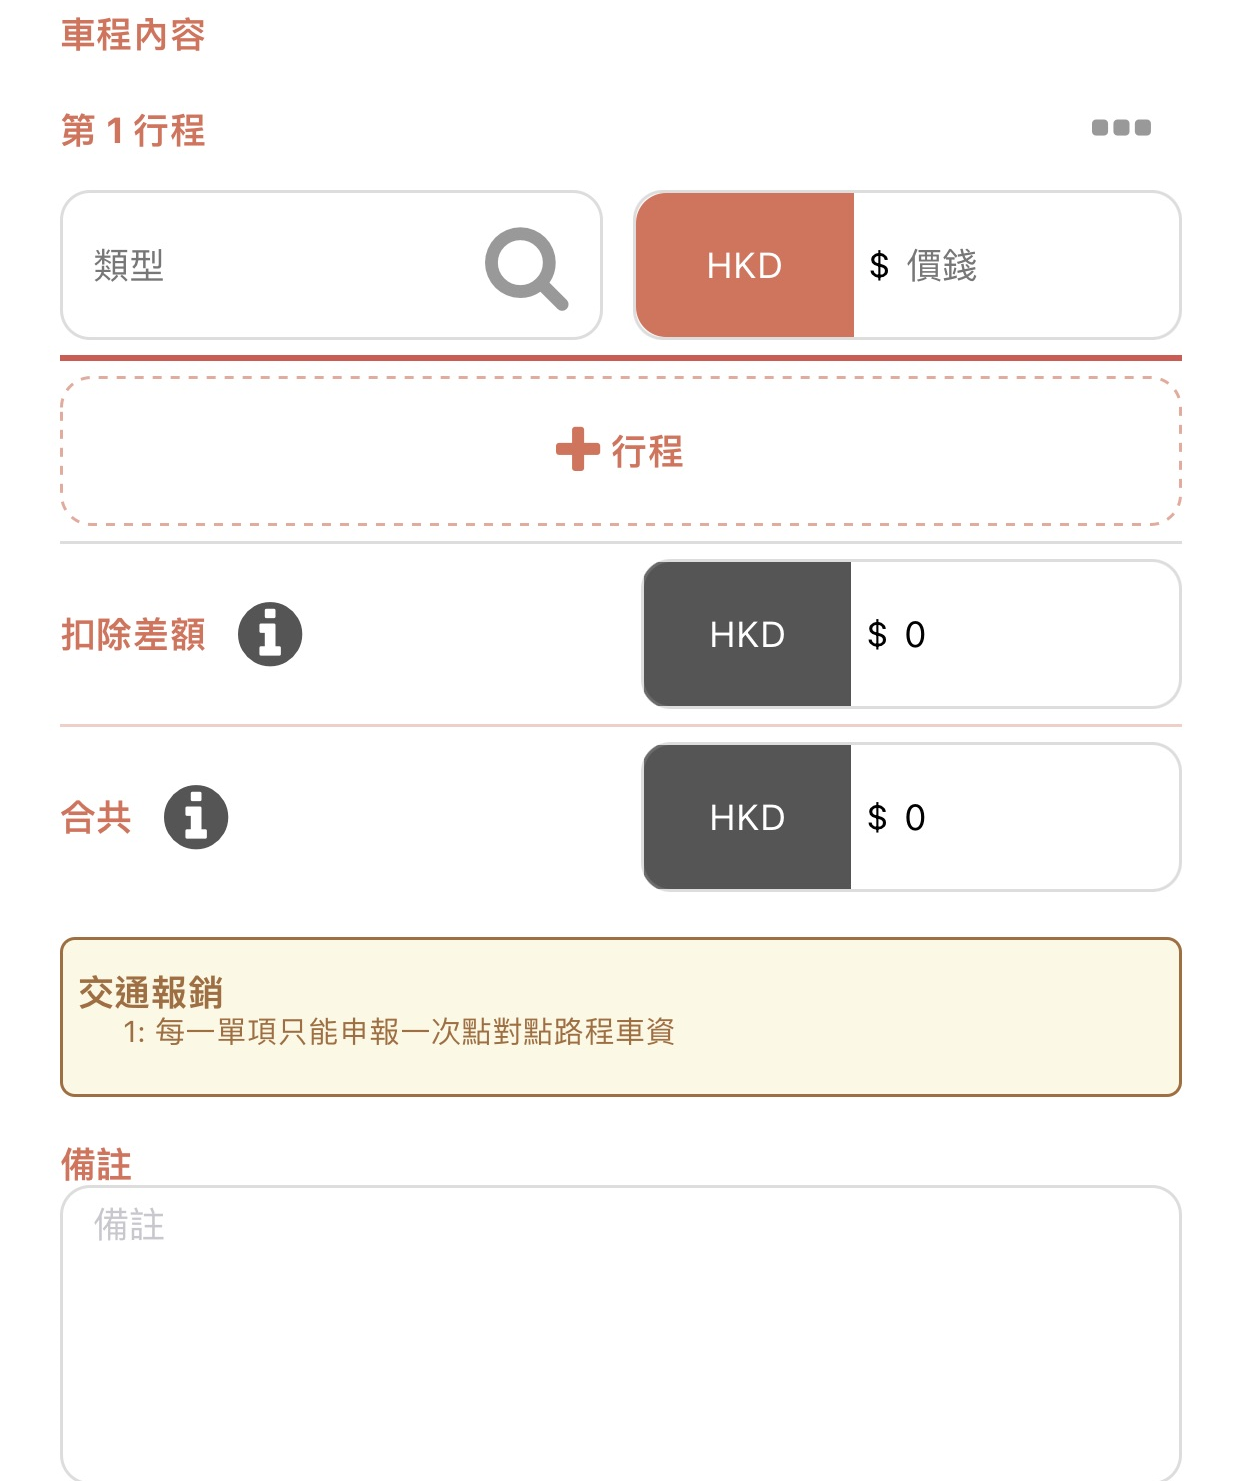 車程內容
第 1 行程
類型
HKD $ 價錢
行程
扣除差額 HKD $ 0
合共 HKD $ 0
交通報銷
1: 每一單項只能申報一次點對點路程車資
備註
備註